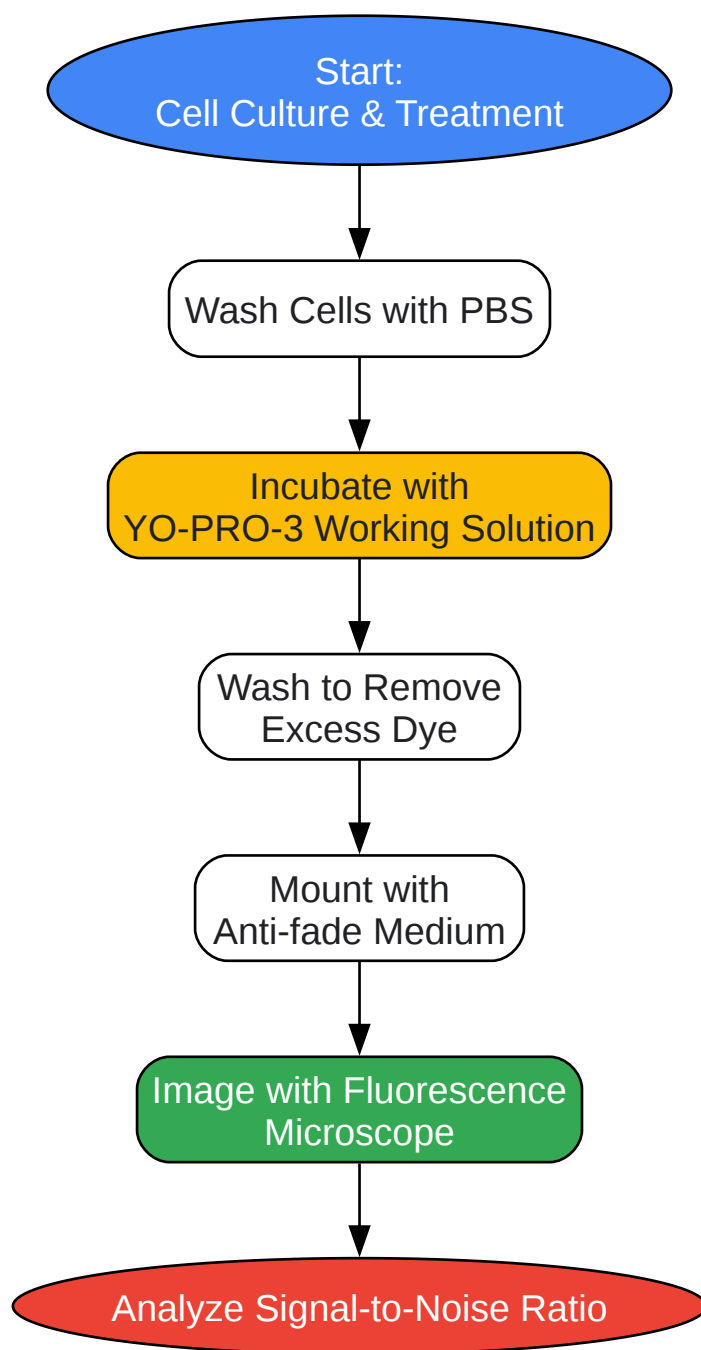 Start:
Cell Culture & Treatment
Wash Cells with PBS
Incubate with
YO-PRO-3 Working Solution
Wash to Remove
Excess Dye
Mount with
Anti-fade Medium
Image with Fluorescence
Microscope
Analyze Signal-to-Noise Ratio